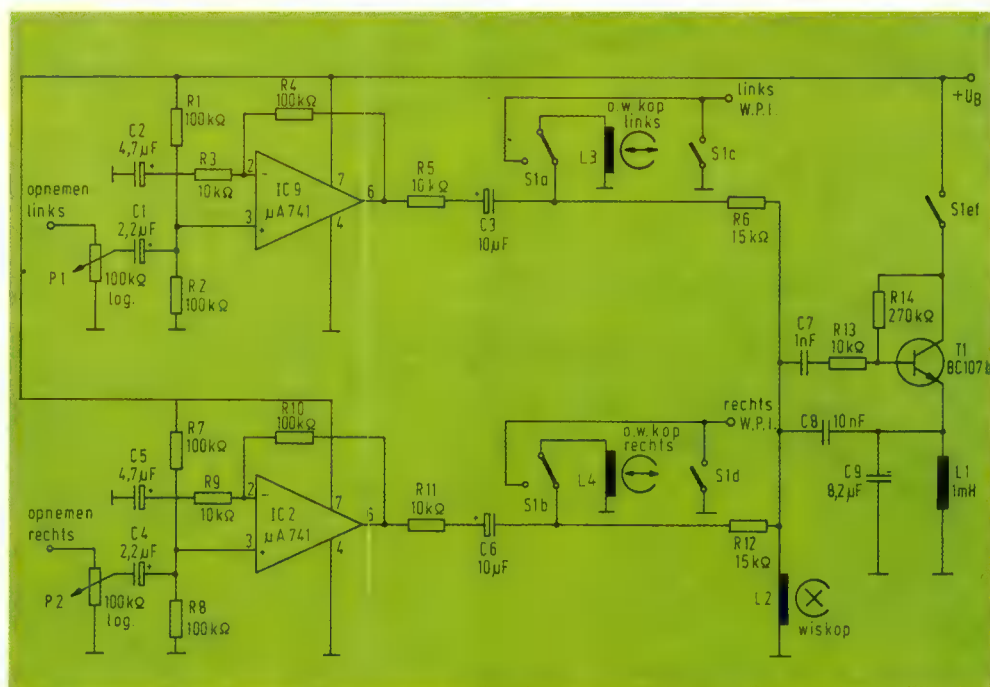 R4
100kΩ
+UB
R1
100kΩ
C2
4,7µF
R3
10kΩ
2
-
7
IC 9
µA741
6
3
+
4
R5
10kΩ
C3
10µF
o.w. kop
links
links
W.P.I.
S1a
L3
S1c
S1ef
opnemen
links
C1
2,2µF
P1
100kΩ
log.
R2
100kΩ
R6
15kΩ
R14
270kΩ
C7
1nF
R13
10kΩ
T1
BC107b
R10
100kΩ
R7
100kΩ
C5
4,7µF
R9
10kΩ
2
-
7
IC2
µA741
6
3
+
4
R11
10kΩ
C6
10µF
o.w. kop
rechts
rechts
W.P.I.
S1b
L4
S1d
C8
10nF
C9
8,2µF
L1
1mH
opnemen
rechts
C4
2,2µF
P2
100kΩ
log.
R8
100kΩ
R12
15kΩ
L2
wiskop